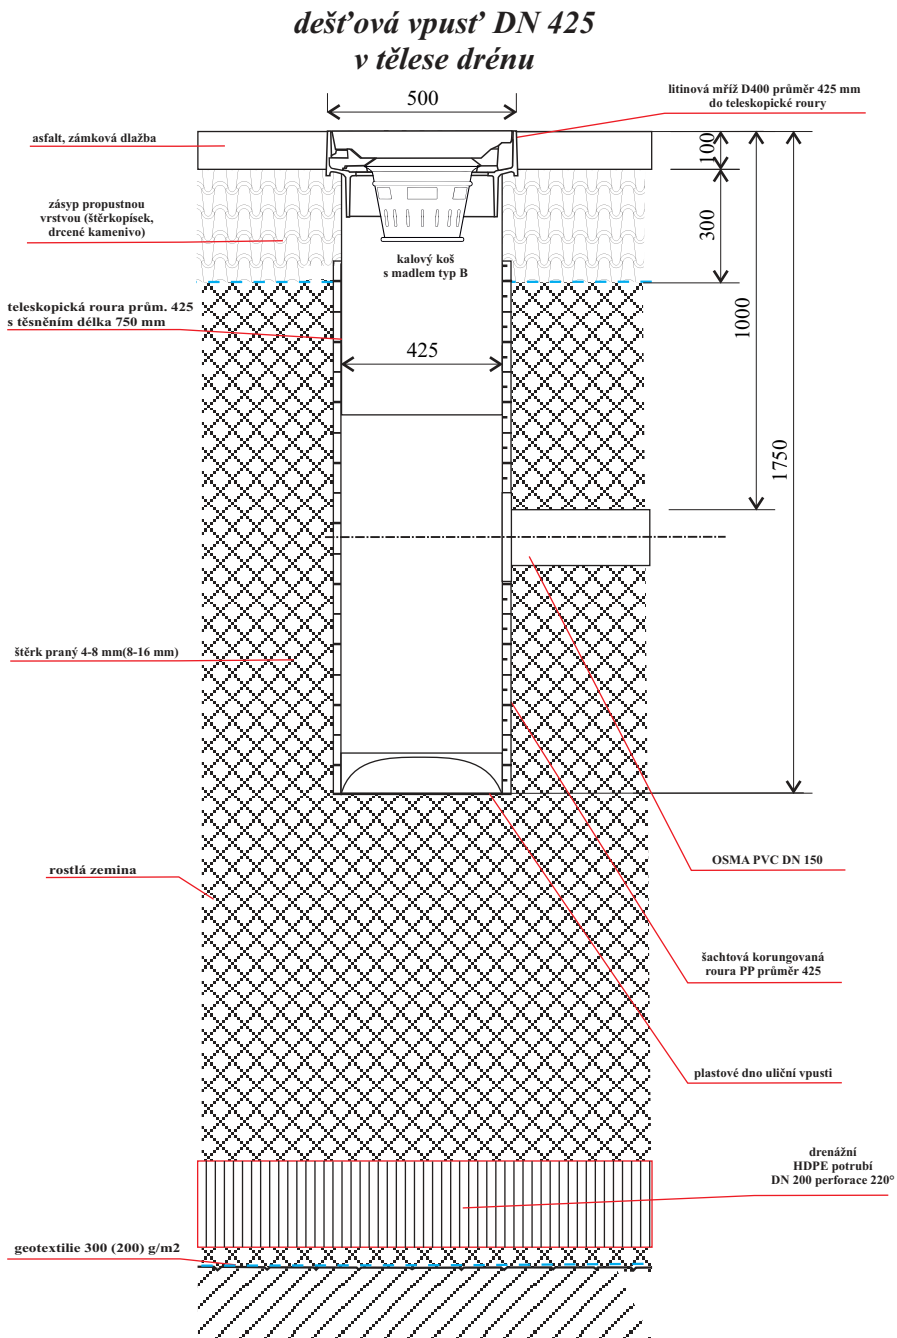 dešťová vpusť DN 425
v tělese drénu
500
litinová mříž D400 průměr 425 mm
do teleskopické roury
asfalt, zámková dlažba
100
zásyp propustnou
vrstvou (štěrkopísek,
drcené kamenivo)
300
kalový koš
s madlem typ B
teleskopická roura prům. 425
s těsněním délka 750 mm
1000
425
1750
štěrk praný 4-8 mm(8-16 mm)
OSMA PVC DN 150
rostlá zemina
šachtová korungovaná
roura PP průměr 425
plastové dno uliční vpusti
drenážní
HDPE potrubí
DN 200 perforace 220°
geotextilie 300 (200) g/m2